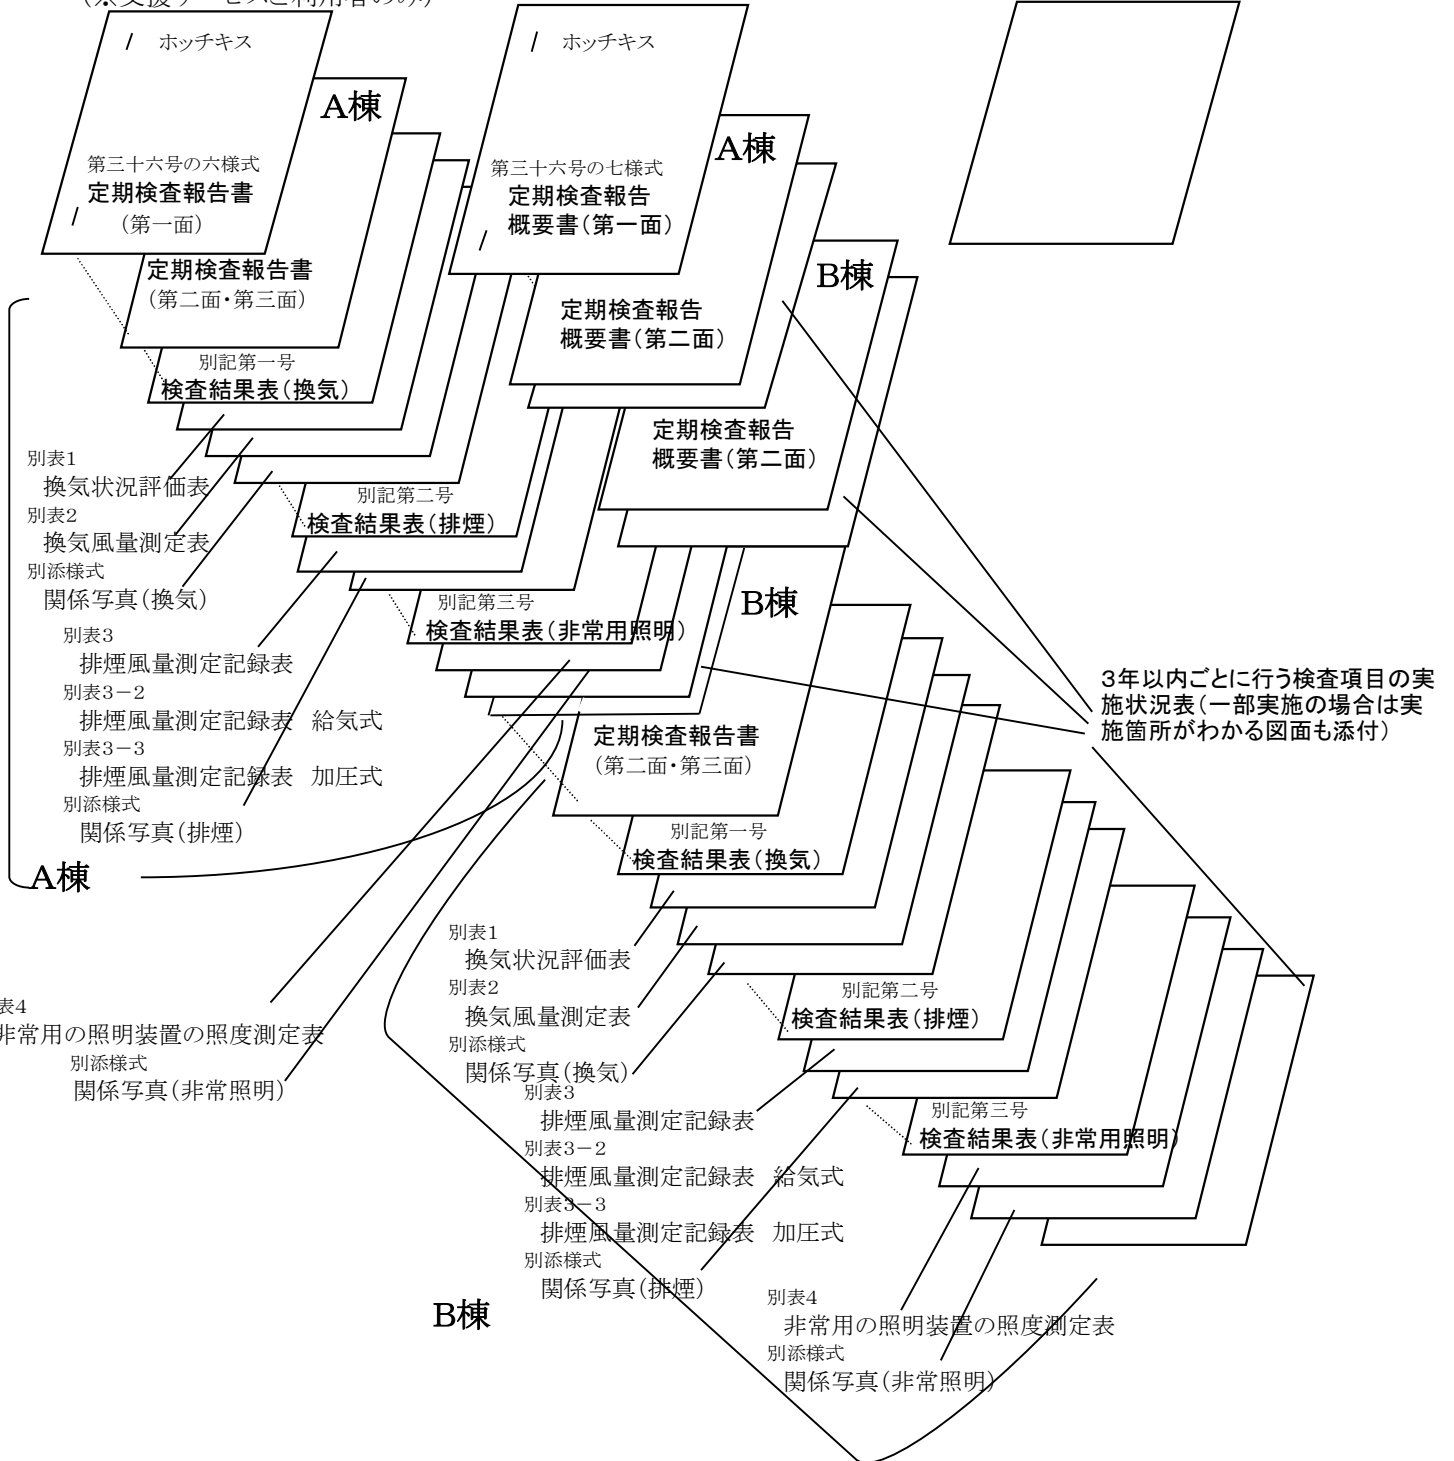 (※支援サービスご利用者のみ)
ホッチキス
A棟
第三十六号の六様式
定期検査報告書
(第一面)
定期検査報告書
(第二面・第三面)
別記第一号
検査結果表(換気)
別表1
換気状況評価表
別表2
換気風量測定表
別添様式
関係写真(換気)
別記第二号
検査結果表(排煙)
別表3
排煙風量測定記録表
別表3-2
排煙風量測定記録表 給気式
別表3-3
排煙風量測定記録表 加圧式
別添様式
関係写真(排煙)
A棟
別記第三号
検査結果表(非常用照明)
表4
非常用の照明装置の照度測定表
別添様式
関係写真(非常照明)
ホッチキス
A棟
第三十六号の七様式
定期検査報告
概要書(第一面)
定期検査報告
概要書(第二面)
B棟
定期検査報告
概要書(第二面)
B棟
定期検査報告書
(第二面・第三面)
3年以内ごとに行う検査項目の実
施状況表(一部実施の場合は実
施箇所がわかる図面も添付)
別記第一号
検査結果表(換気)
別表1
換気状況評価表
別表2
換気風量測定表
別添様式
関係写真(換気)
別記第二号
検査結果表(排煙)
別表3
排煙風量測定記録表
別表3-2
排煙風量測定記録表 給気式
別表3-3
排煙風量測定記録表 加圧式
別添様式
関係写真(排煙)
別記第三号
検査結果表(非常用照明)
B棟
別表4
非常用の照明装置の照度測定表
別添様式
関係写真(非常照明)